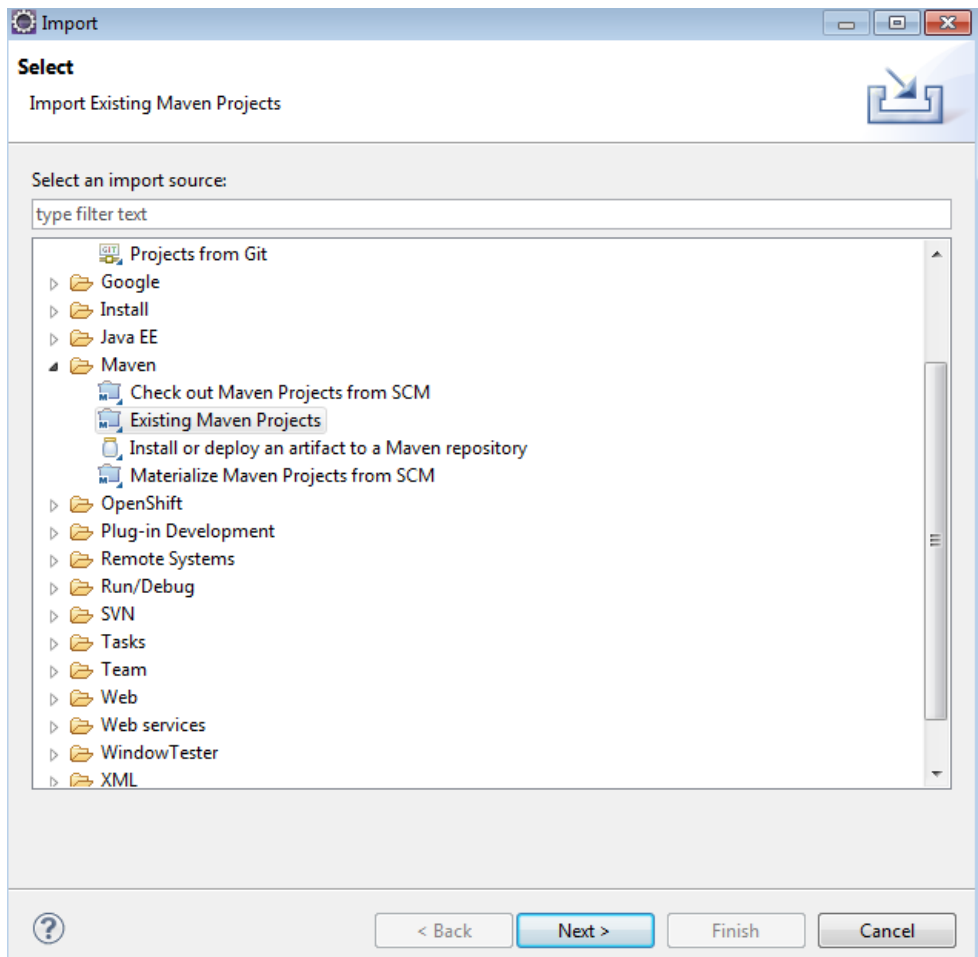 Import
Select
Import Existing Maven Projects
Select an import source:
type filter text
GIT Projects from Git
Google
Install
Java EE
Maven
M Check out Maven Projects from SCM
M Existing Maven Projects
Install or deploy an artifact to a Maven repository
M Materialize Maven Projects from SCM
OpenShift
Plug-in Development
Remote Systems
Run/Debug
SVN
Tasks
Team
Web
Web services
WindowTester
XML
? < Back Next > Finish Cancel